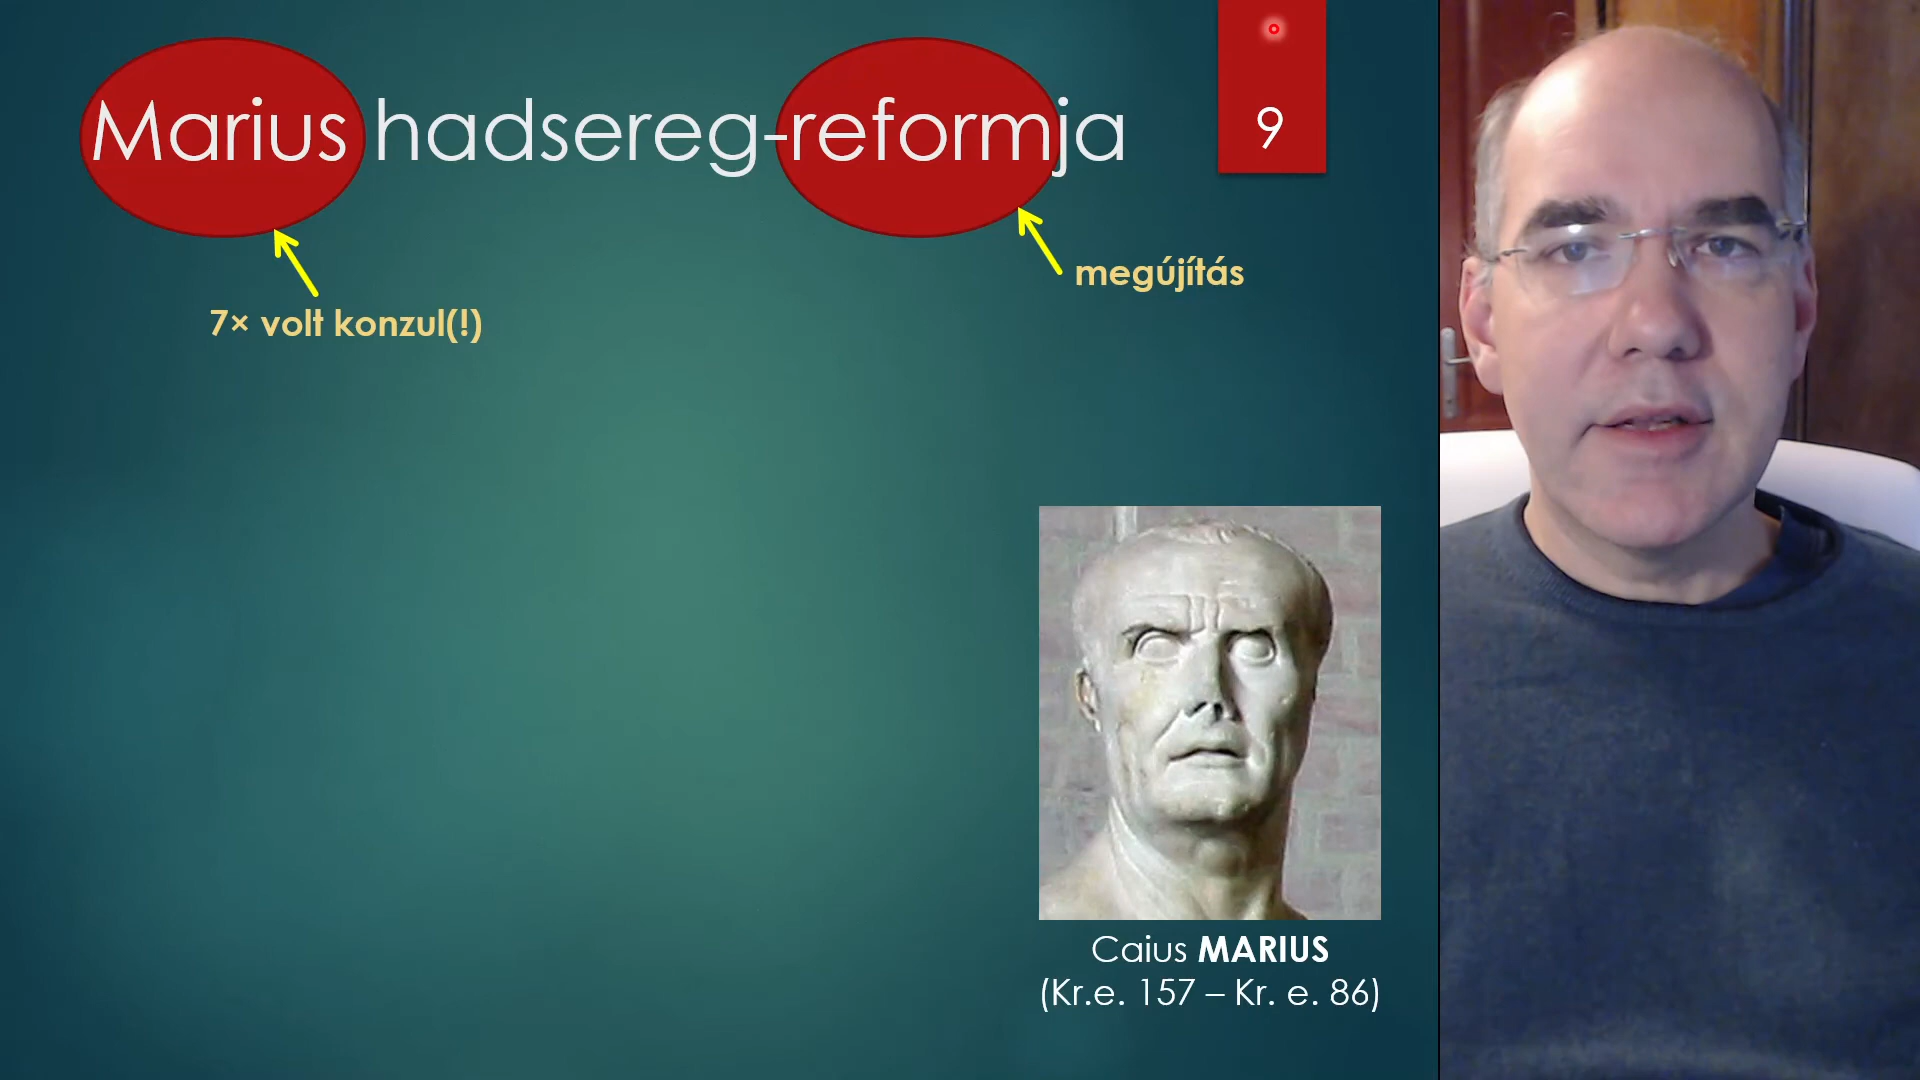 Marius hadsereg-reformja
9
megújítás
7× volt konzul(!)
Caius MARIUS
(Kr.e. 157 – Kr. e. 86)